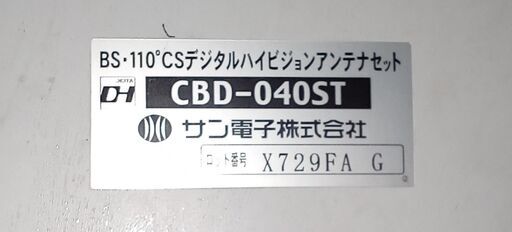 BS・110°CSデジタルハイビジョンアンテナセット
CBD-040ST
サン電子株式会社
ロット番号 X729FA G